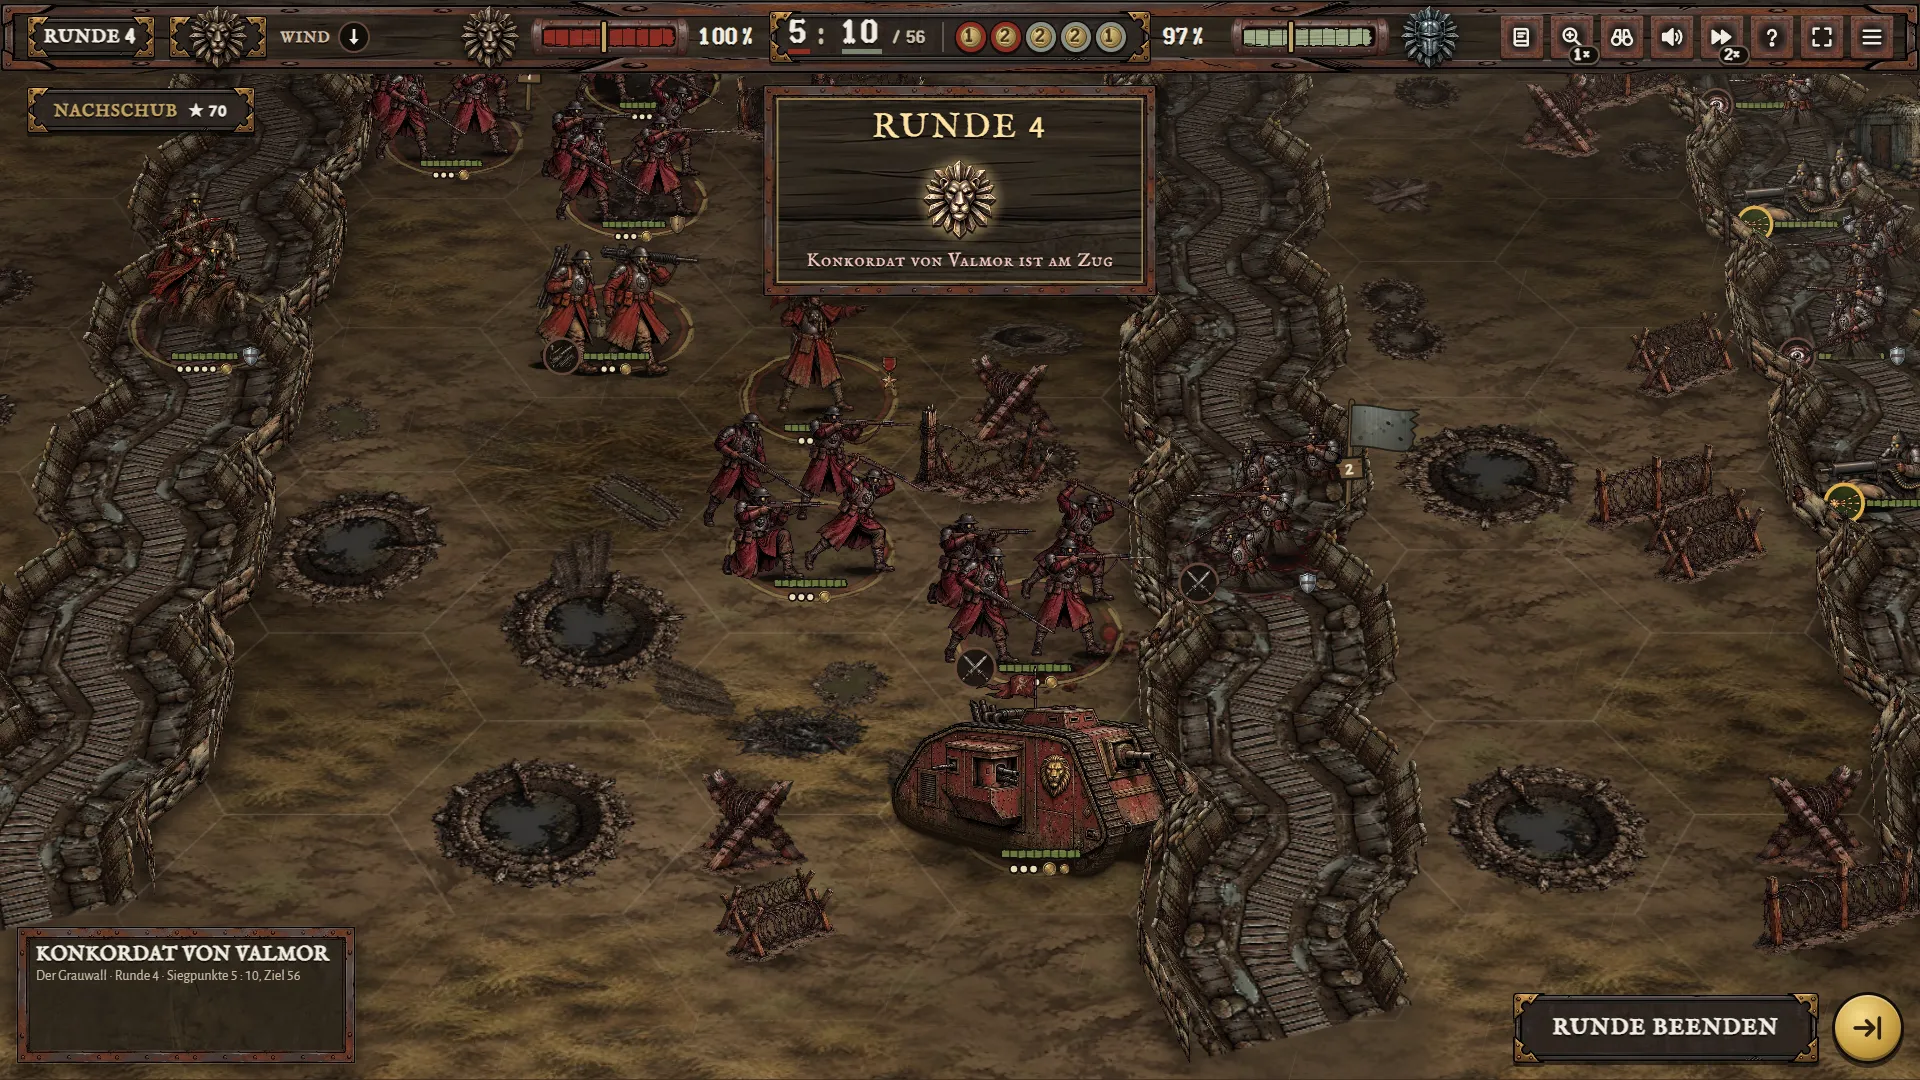 RUNDE 4
WIND
100%
5 : 10 / 56
1 2 2 2 1
97%
1×
2×
?
NACHSCHUB ★ 70
RUNDE 4
KONKORDAT VON VALMOR IST AM ZUG
2
KONKORDAT VON VALMOR
Der Grauwall · Runde 4 · Siegpunkte 5 : 10, Ziel 56
RUNDE BEENDEN